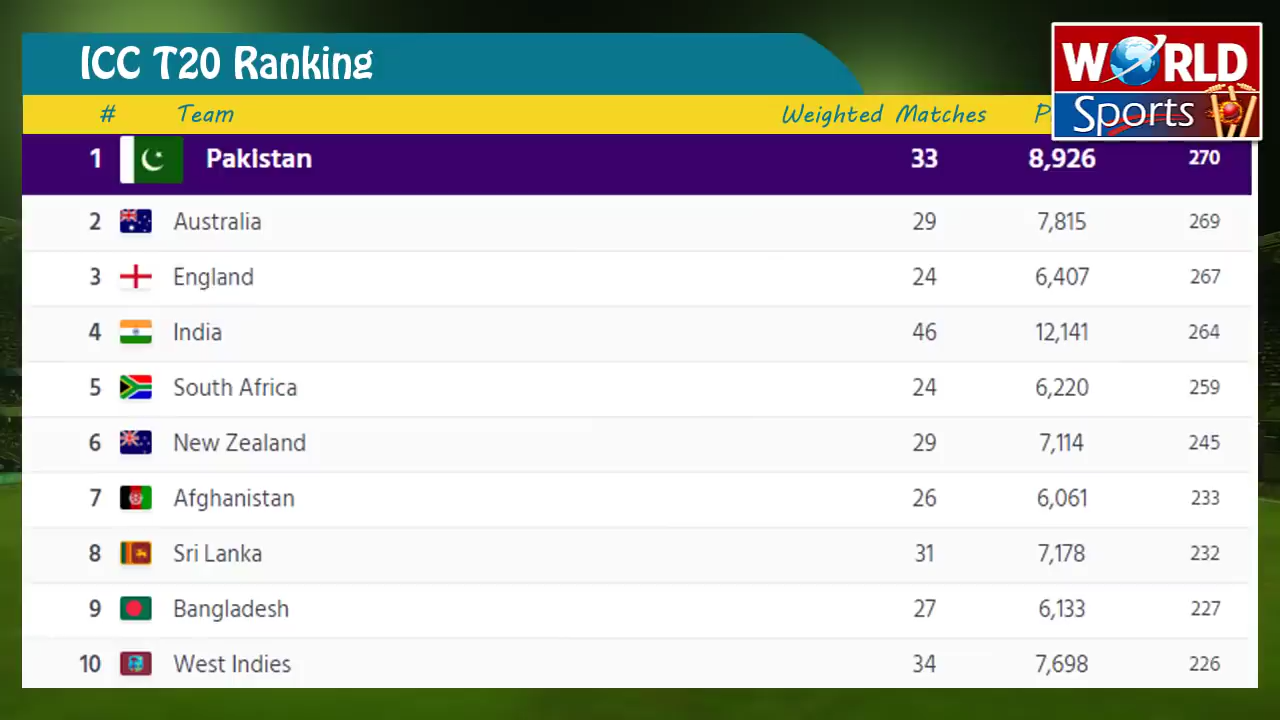 ICC T20 Ranking
WORLD
Sports
# Team Weighted Matches
1 Pakistan 33 8,926 270
2 Australia 29 7,815 269
3 England 24 6,407 267
4 India 46 12,141 264
5 South Africa 24 6,220 259
6 New Zealand 29 7,114 245
7 Afghanistan 26 6,061 233
8 Sri Lanka 31 7,178 232
9 Bangladesh 27 6,133 227
10 West Indies 34 7,698 226